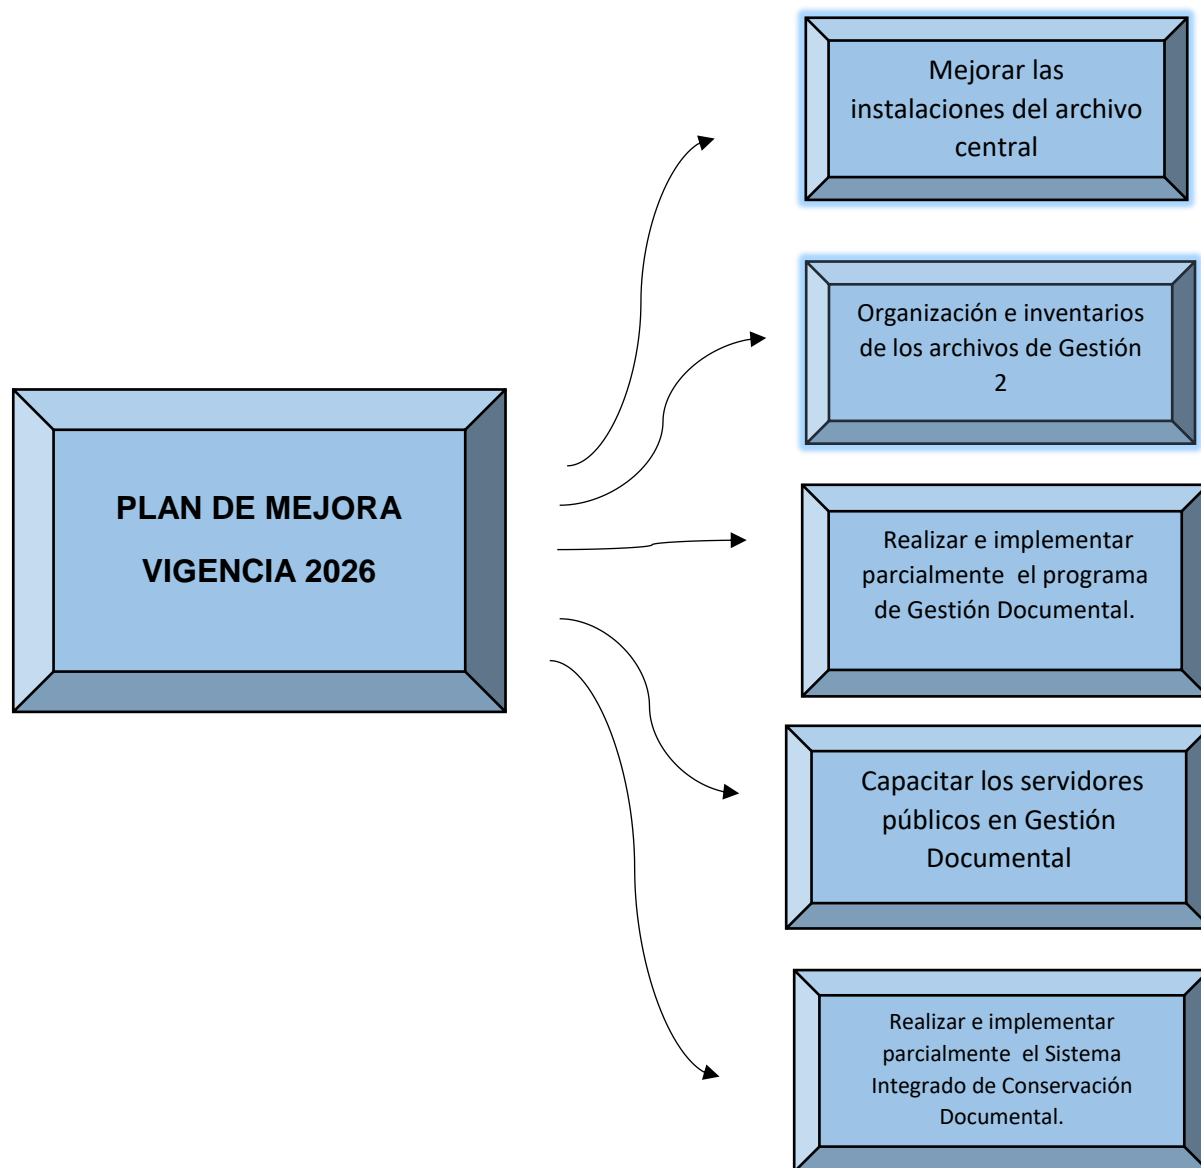 PLAN DE MEJORA
VIGENCIA 2026
Mejorar las
instalaciones del archivo
central
Organización e inventarios
de los archivos de Gestión
2
Realizar e implementar
parcialmente  el programa
de Gestión Documental.
Capacitar los servidores
públicos en Gestión
Documental
Realizar e implementar
parcialmente  el Sistema
Integrado de Conservación
Documental.